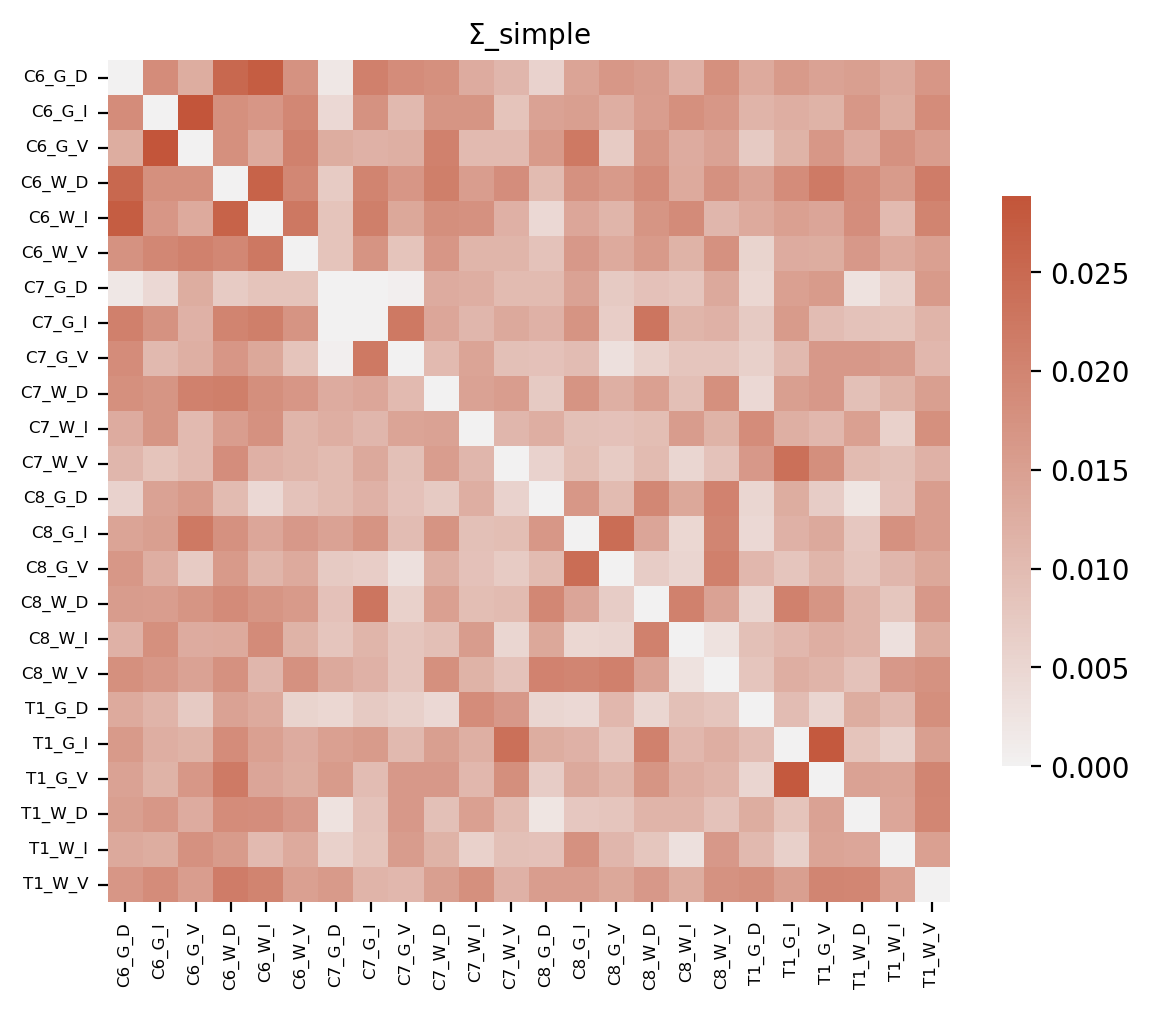 Σ_simple
C6_G_D
C6_G_I
C6_G_V
C6_W_D
C6_W_I
C6_W_V
C7_G_D
C7_G_I
C7_G_V
C7_W_D
C7_W_I
C7_W_V
C8_G_D
C8_G_I
C8_G_V
C8_W_D
C8_W_I
C8_W_V
T1_G_D
T1_G_I
T1_G_V
T1_W_D
T1_W_I
T1_W_V
C6_G_D
C6_G_I
C6_G_V
C6_W_D
C6_W_I
C6_W_V
C7_G_D
C7_G_I
C7_G_V
C7_W_D
C7_W_I
C7_W_V
C8_G_D
C8_G_I
C8_G_V
C8_W_D
C8_W_I
C8_W_V
T1_G_D
T1_G_I
T1_G_V
T1_W_D
T1_W_I
T1_W_V
0.025
0.020
0.015
0.010
0.005
0.000